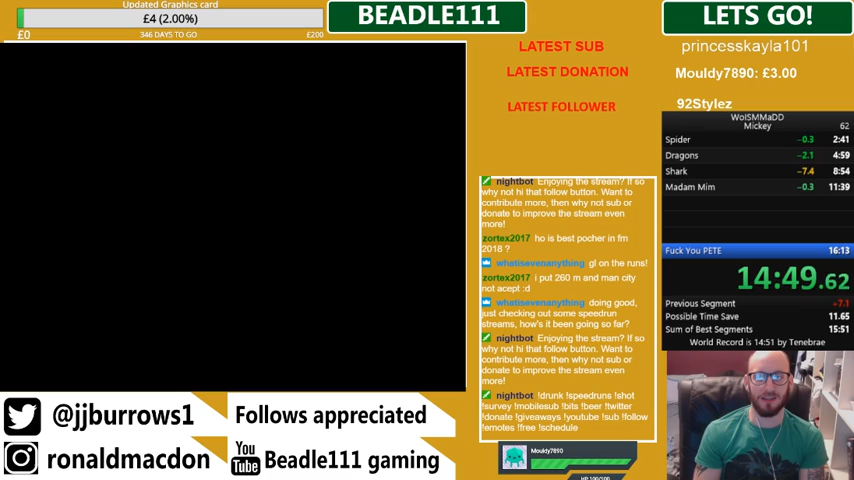 Updated Graphics card
£4 (2.00%)
£0
346 DAYS TO GO
£200
BEADLE111
LETS GO!
LATEST SUB
princesskayla101
LATEST DONATION
Mouldy7890: £3.00
LATEST FOLLOWER
92Stylez
nightbot Enjoying the stream? If so
why not hi that follow button. Want to
contribute more, then why not sub or
donate to improve the stream even
more!
zortex2017 ho is best pocher in fm
2018 ?
whatisevenanything gl on the runs!
zortex2017 i put 260 m and man city
not acept :d
whatisevenanything doing good,
just checking out some speedrun
streams, how's it been going so far?
nightbot Enjoying the stream? If so
why not hi that follow button. Want to
contribute more, then why not sub or
donate to improve the stream even
more!
nightbot !drunk !speedruns !shot
!survey !mobilesub !bits !beer !twitter
!donate !giveaways !youtube !sub !follow
!emotes !free !schedule
WoISMMaDD
Mickey 62
Spider -0.3 2:41
Dragons -2.1 4:59
Shark -7.4 8:54
Madam Mim -0.3 11:39
Fuck You PETE 16:13
14:49.62
Previous Segment +7.1
Possible Time Save 11.65
Sum of Best Segments 15:51
World Record is 14:51 by Tenebrae
@jjburrows1
Follows appreciated
ronaldmacdon
You Tube Beadle111 gaming
Mouldy7890
HP 100/100